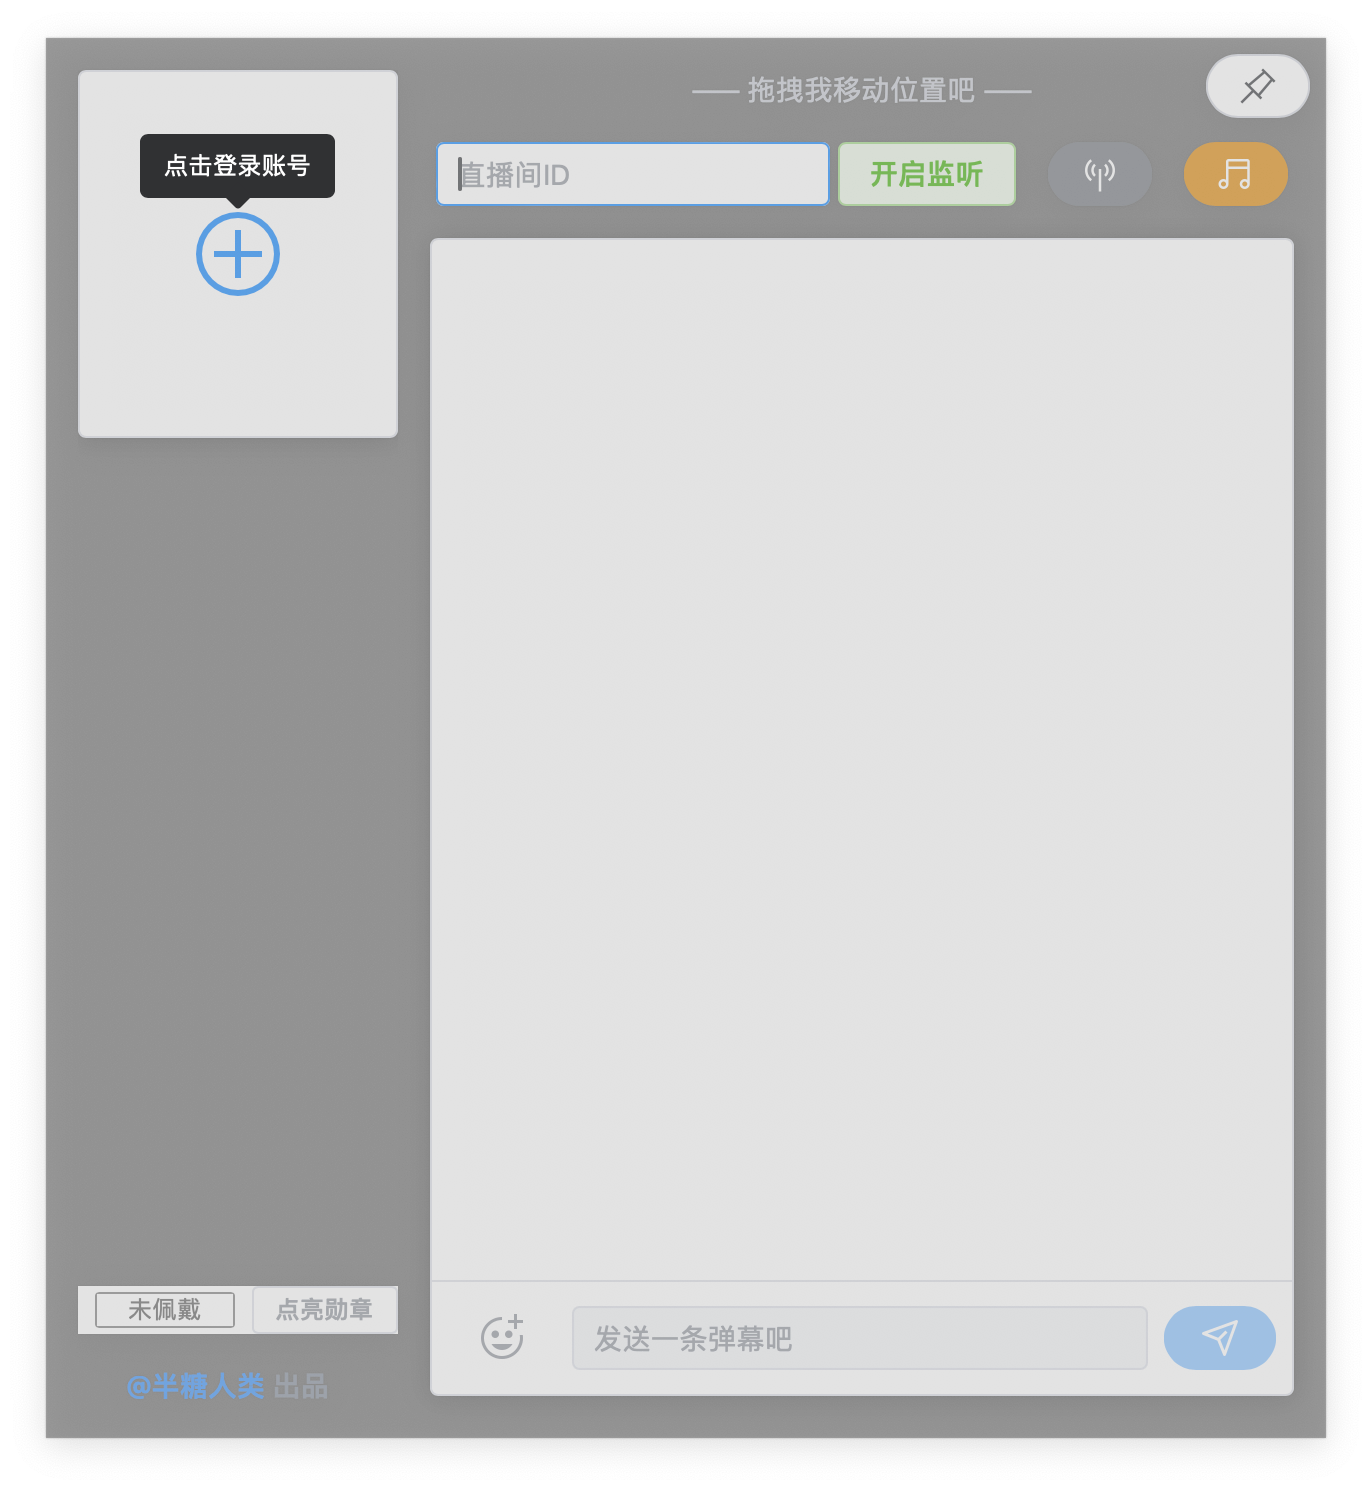 —— 拖拽我移动位置吧 ——
点击登录账号
直播间ID
开启监听
未佩戴
点亮勋章
发送一条弹幕吧
@半糖人类 出品